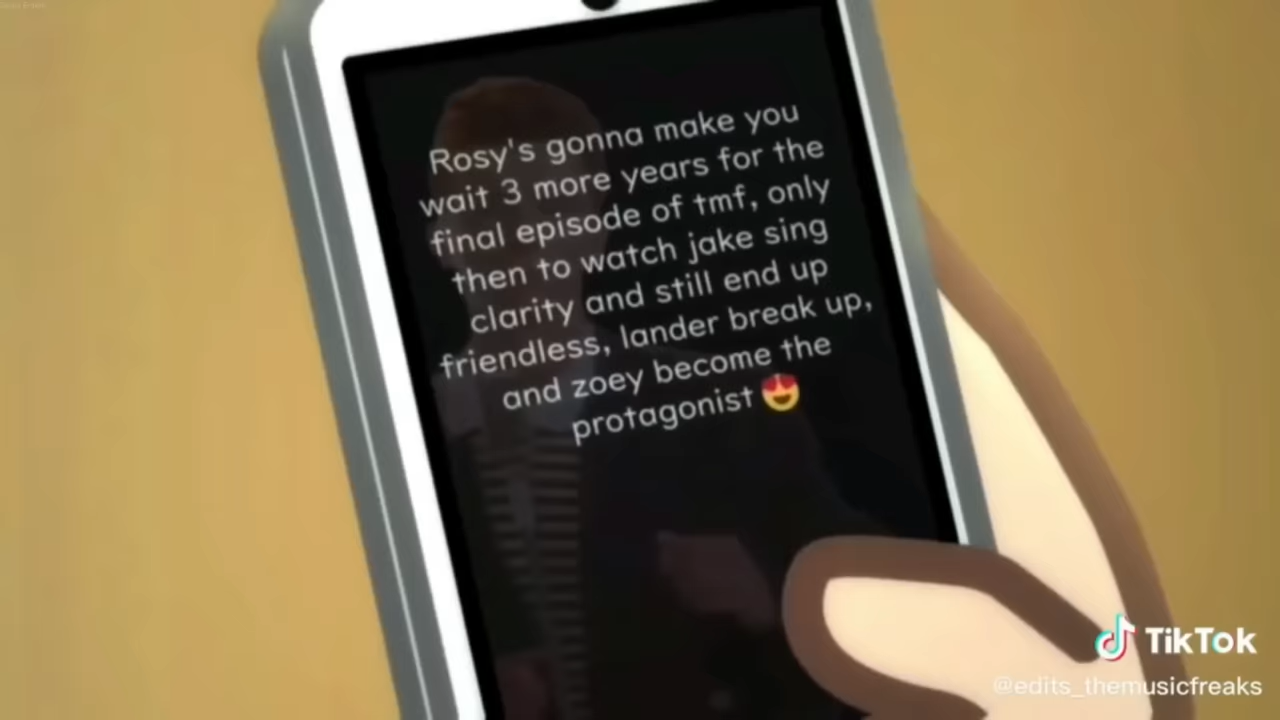 Rosy's gonna make you
wait 3 more years for the
final episode of tmf, only
then to watch jake sing
clarity and still end up
friendless, lander break up,
and zoey become the
protagonist 😍
TikTok
@edits_themusicfreaks